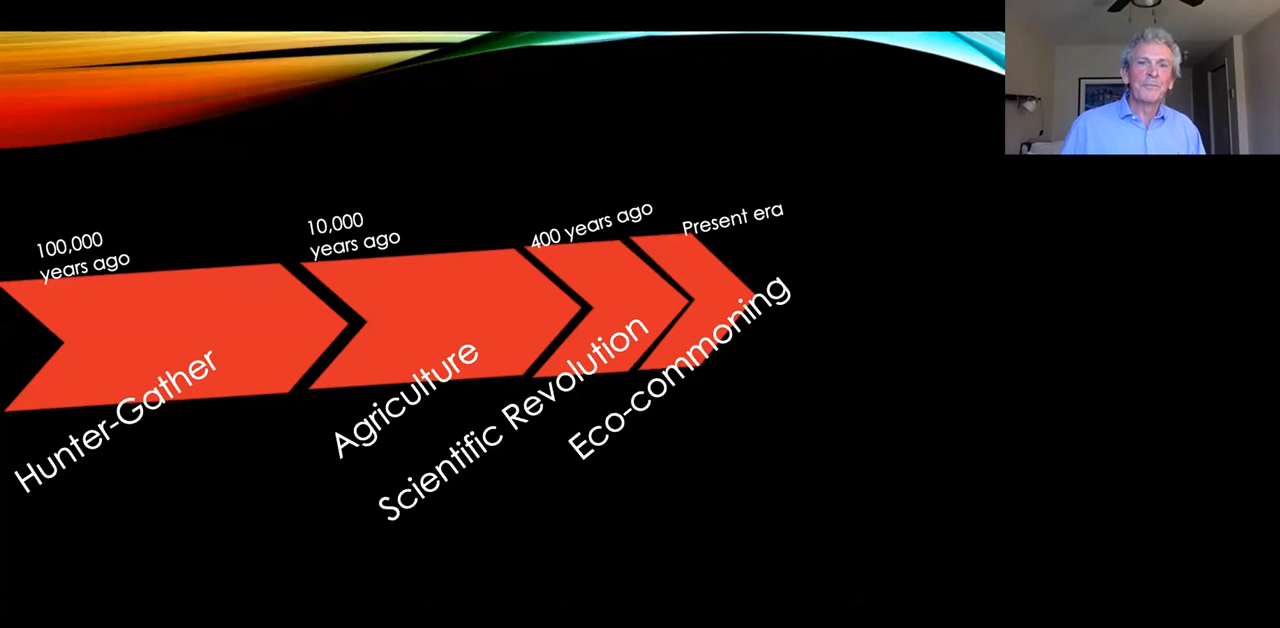 100,000
years ago
10,000
years ago
400 years ago
Present era
Hunter-Gather
Agriculture
Scientific Revolution
Eco-commoning